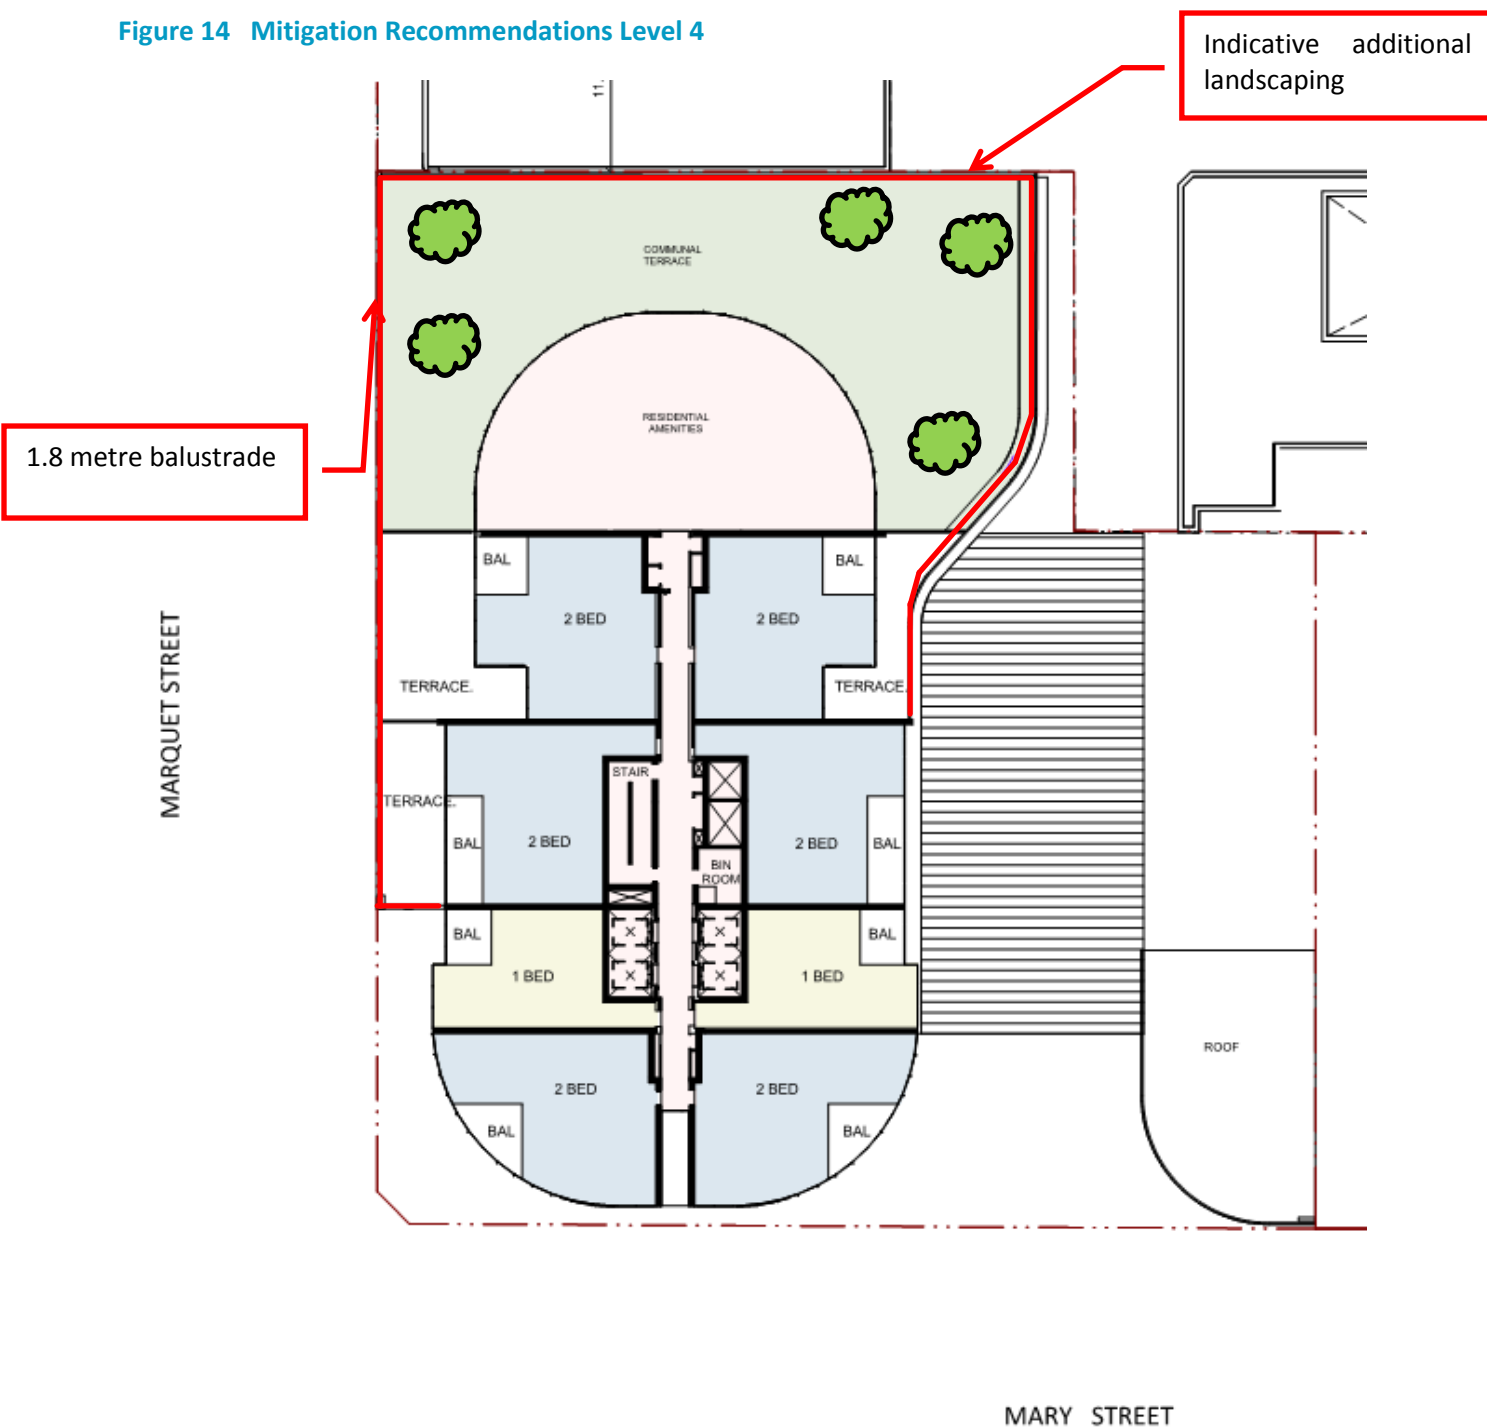 Figure 14 Mitigation Recommendations Level 4
Indicative additional
landscaping
11.
COMMUNAL
TERRACE
RESIDENTIAL
AMENITIES
1.8 metre balustrade
BAL
BAL
2 BED
2 BED
MARQUET STREET
TERRACE.
TERRACE.
STAIR
TERRACE.
BAL
2 BED
2 BED
BAL
BIN
ROOM
BAL
BAL
1 BED
1 BED
ROOF
2 BED
2 BED
BAL
BAL
MARY STREET